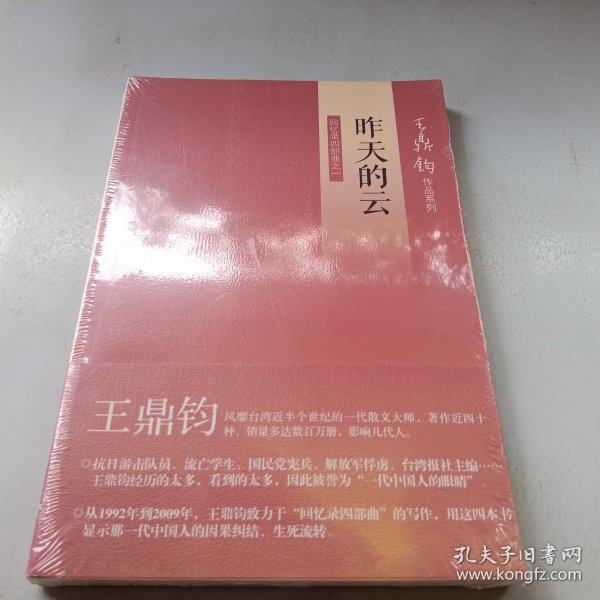 昨天的云
回忆录四部曲之一
王鼎钧
作品系列
王鼎钧 风靡台湾近半个世纪的一代散文大师，著作近四十
种，销量多达数百万册，影响几代人。
◎抗日游击队员、流亡学生、国民党宪兵、解放军俘虏、台湾报社主编……
王鼎钧经历的太多，看到的太多，因此被誉为“一代中国人的眼睛”。
◎从1992年到2009年，王鼎钧致力于“回忆录四部曲”的写作，用这四本书
显示那一代中国人的因果纠结、生死流转。
孔夫子旧书网
www.kongfz.com